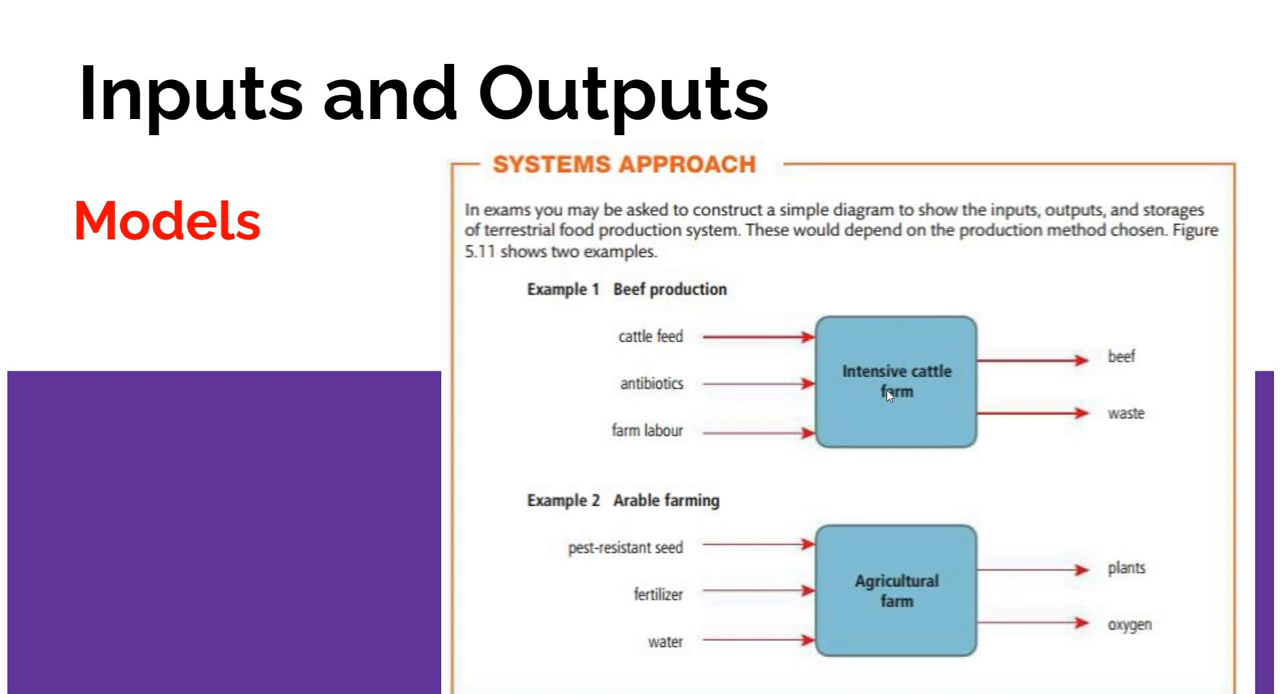 Inputs and Outputs
Models
SYSTEMS APPROACH
In exams you may be asked to construct a simple diagram to show the inputs, outputs, and storages
of terrestrial food production system. These would depend on the production method chosen. Figure
5.11 shows two examples.
Example 1 Beef production
cattle feed
antibiotics
farm labour
Intensive cattle
farm
beef
waste
Example 2 Arable farming
pest-resistant seed
fertilizer
water
Agricultural
farm
plants
oxygen